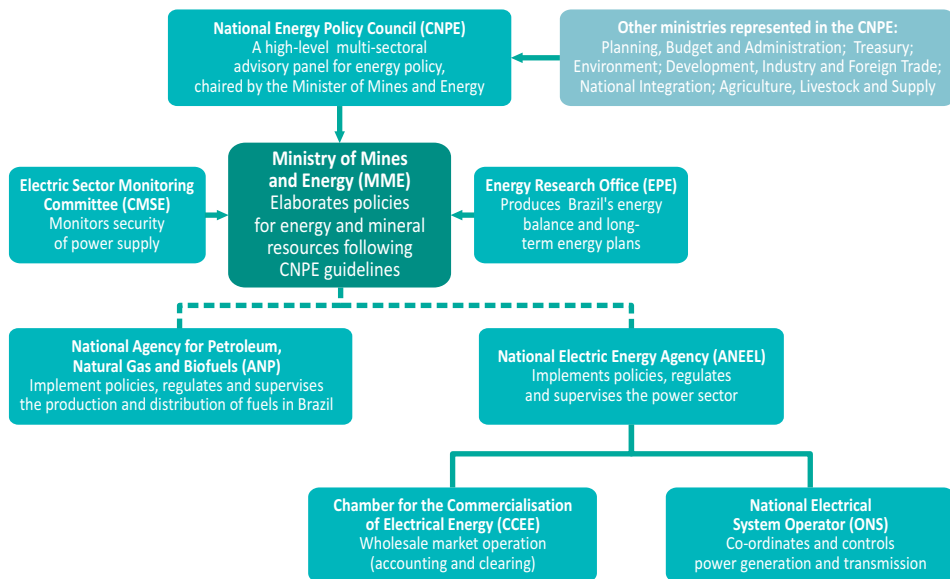 National Energy Policy Council (CNPE)
A high-level multi-sectoral
advisory panel for energy policy,
chaired by the Minister of Mines and Energy
Other ministries represented in the CNPE:
Planning, Budget and Administration; Treasury;
Environment; Development, Industry and Foreign Trade;
National Integration; Agriculture, Livestock and Supply
Electric Sector Monitoring
Committee (CMSE)
Monitors security
of power supply
Ministry of Mines
and Energy (MME)
Elaborates policies
for energy and mineral
resources following
CNPE guidelines
Energy Research Office (EPE)
Produces Brazil's energy
balance and long-
term energy plans
National Agency for Petroleum,
Natural Gas and Biofuels (ANP)
Implement policies, regulates and supervises
the production and distribution of fuels in Brazil
National Electric Energy Agency (ANEEL)
Implements policies, regulates
and supervises the power sector
Chamber for the Commercialisation
of Electrical Energy (CCEE)
Wholesale market operation
(accounting and clearing)
National Electrical
System Operator (ONS)
Co-ordinates and controls
power generation and transmission